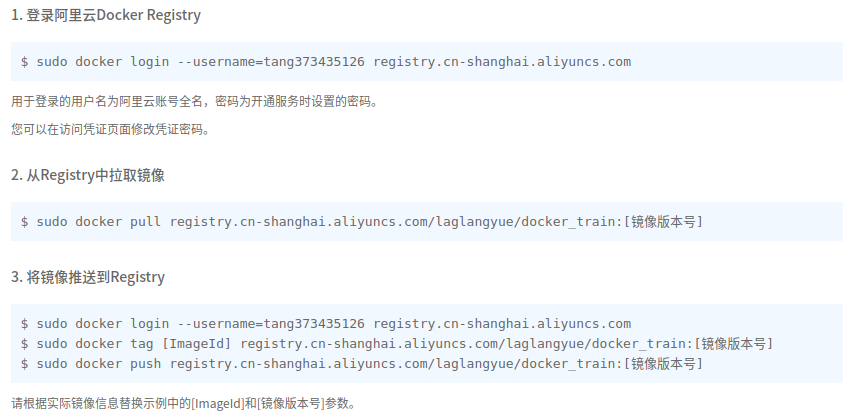 1. 登录阿里云Docker Registry
$ sudo docker login --username=tang373435126 registry.cn-shanghai.aliyuncs.com
用于登录的用户名为阿里云账号全名，密码为开通服务时设置的密码。
您可以在访问凭证页面修改凭证密码。
2. 从Registry中拉取镜像
$ sudo docker pull registry.cn-shanghai.aliyuncs.com/laglangyue/docker_train:[镜像版本号]
3. 将镜像推送到Registry
$ sudo docker login --username=tang373435126 registry.cn-shanghai.aliyuncs.com
$ sudo docker tag [ImageId] registry.cn-shanghai.aliyuncs.com/laglangyue/docker_train:[镜像版本号]
$ sudo docker push registry.cn-shanghai.aliyuncs.com/laglangyue/docker_train:[镜像版本号]
请根据实际镜像信息替换示例中的[ImageId]和[镜像版本号]参数。